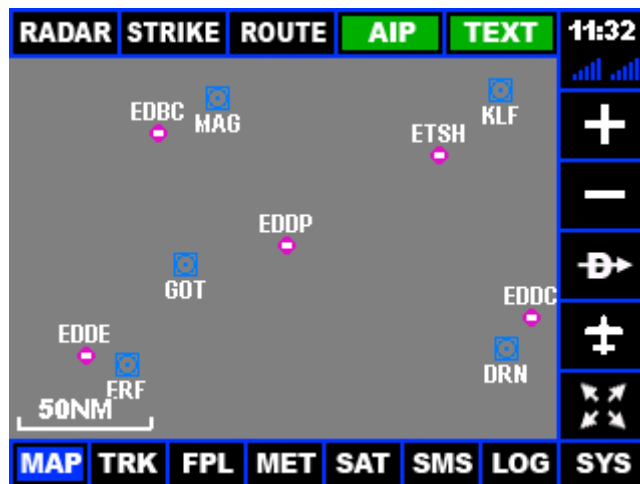 RADAR STRIKE ROUTE AIP TEXT 11:32
EDBC MAG KLF
ETSH
EDDP
GOT
EDDC
EDDE
DRN
ERF
50NM
MAP TRK FPL MET SAT SMS LOG SYS